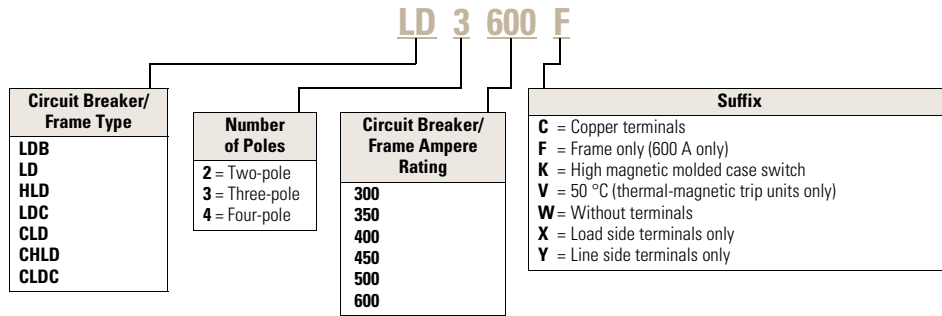 LD 3 600 F
Circuit Breaker/
Frame Type
LDB
LD
HLD
LDC
CLD
CHLD
CLDC
Number
of Poles
2 = Two-pole
3 = Three-pole
4 = Four-pole
Circuit Breaker/
Frame Ampere
Rating
300
350
400
450
500
600
Suffix
C = Copper terminals
F = Frame only (600 A only)
K = High magnetic molded case switch
V = 50 °C (thermal-magnetic trip units only)
W = Without terminals
X = Load side terminals only
Y = Line side terminals only